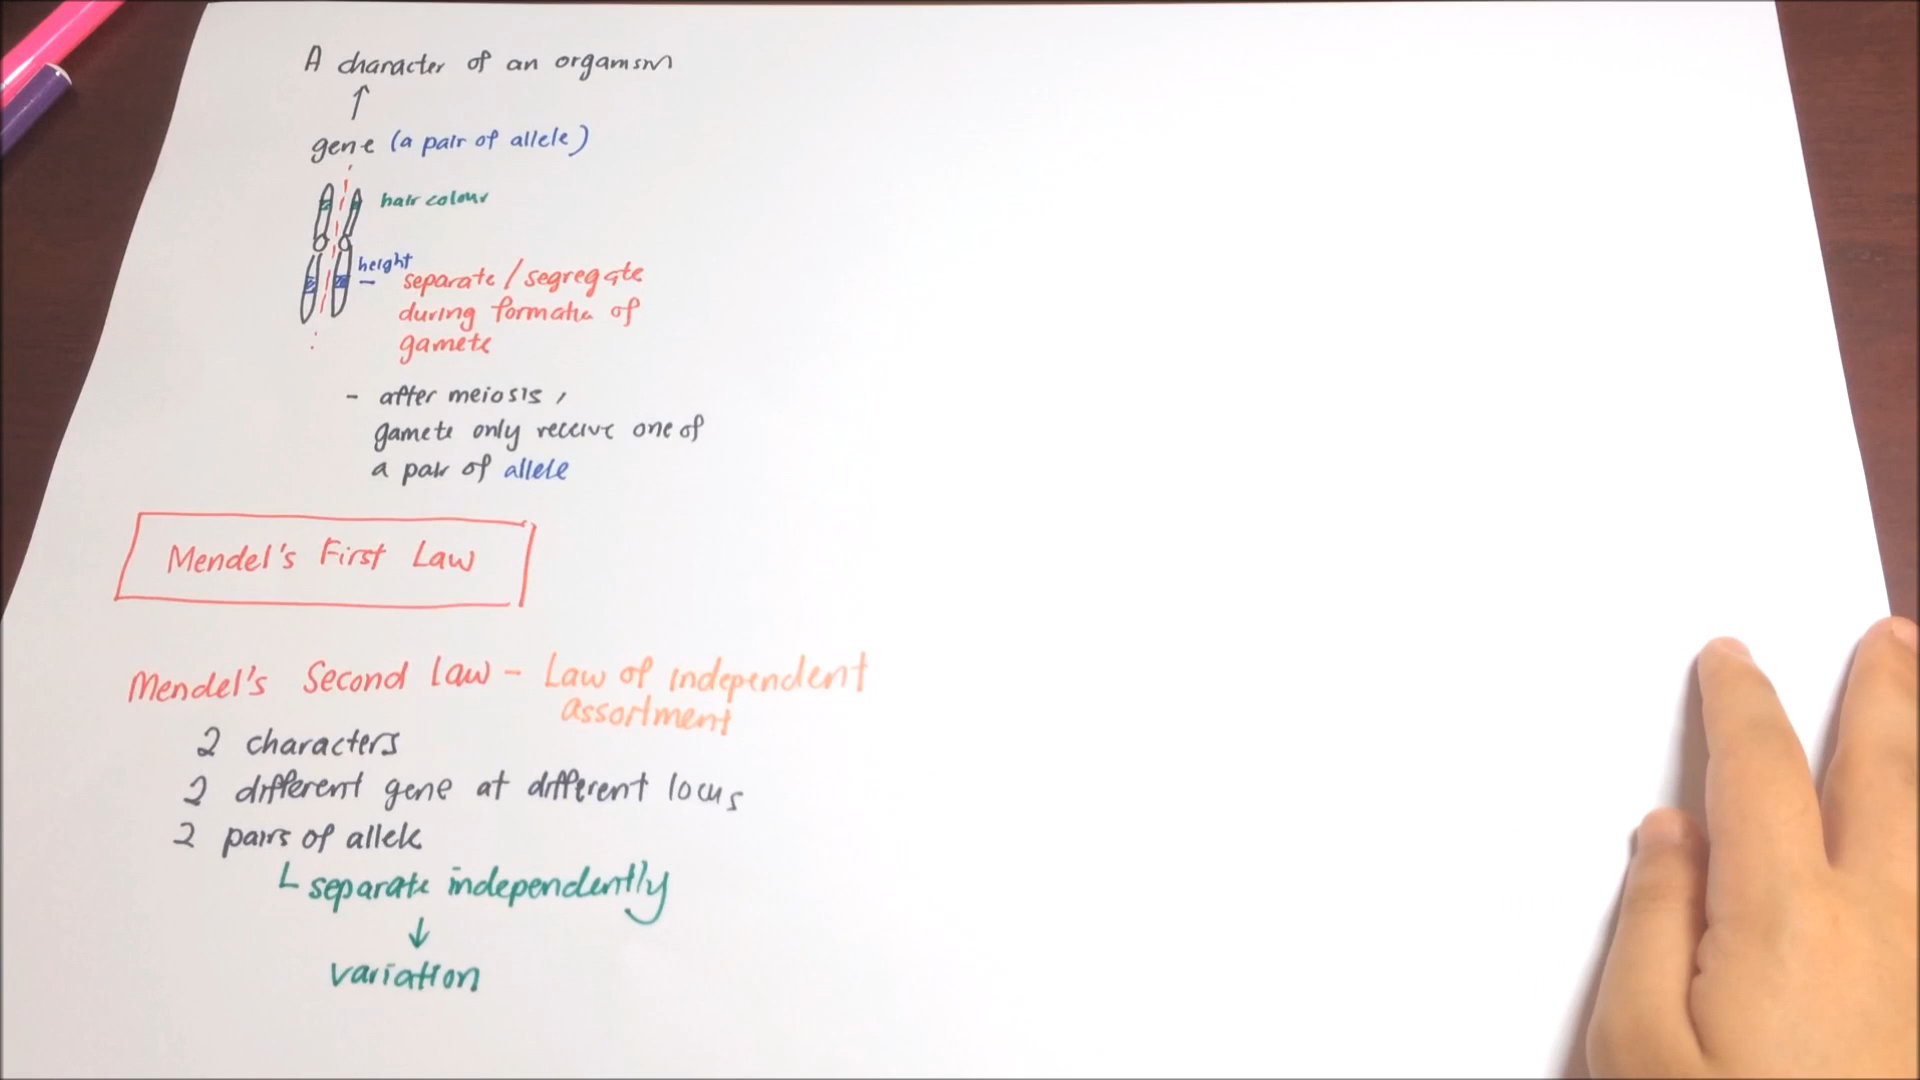 A character of an organism
↑
gene (a pair of allele)
hair colour
height
- separate / segregate
during formation of
gamete
- after meiosis,
gamete only receive one of
a pair of allele
Mendel's First Law
Mendel's Second Law - Law of independent
assortment
2 characters
2 different gene at different locus
2 pairs of allele
separate independently
↓
variation